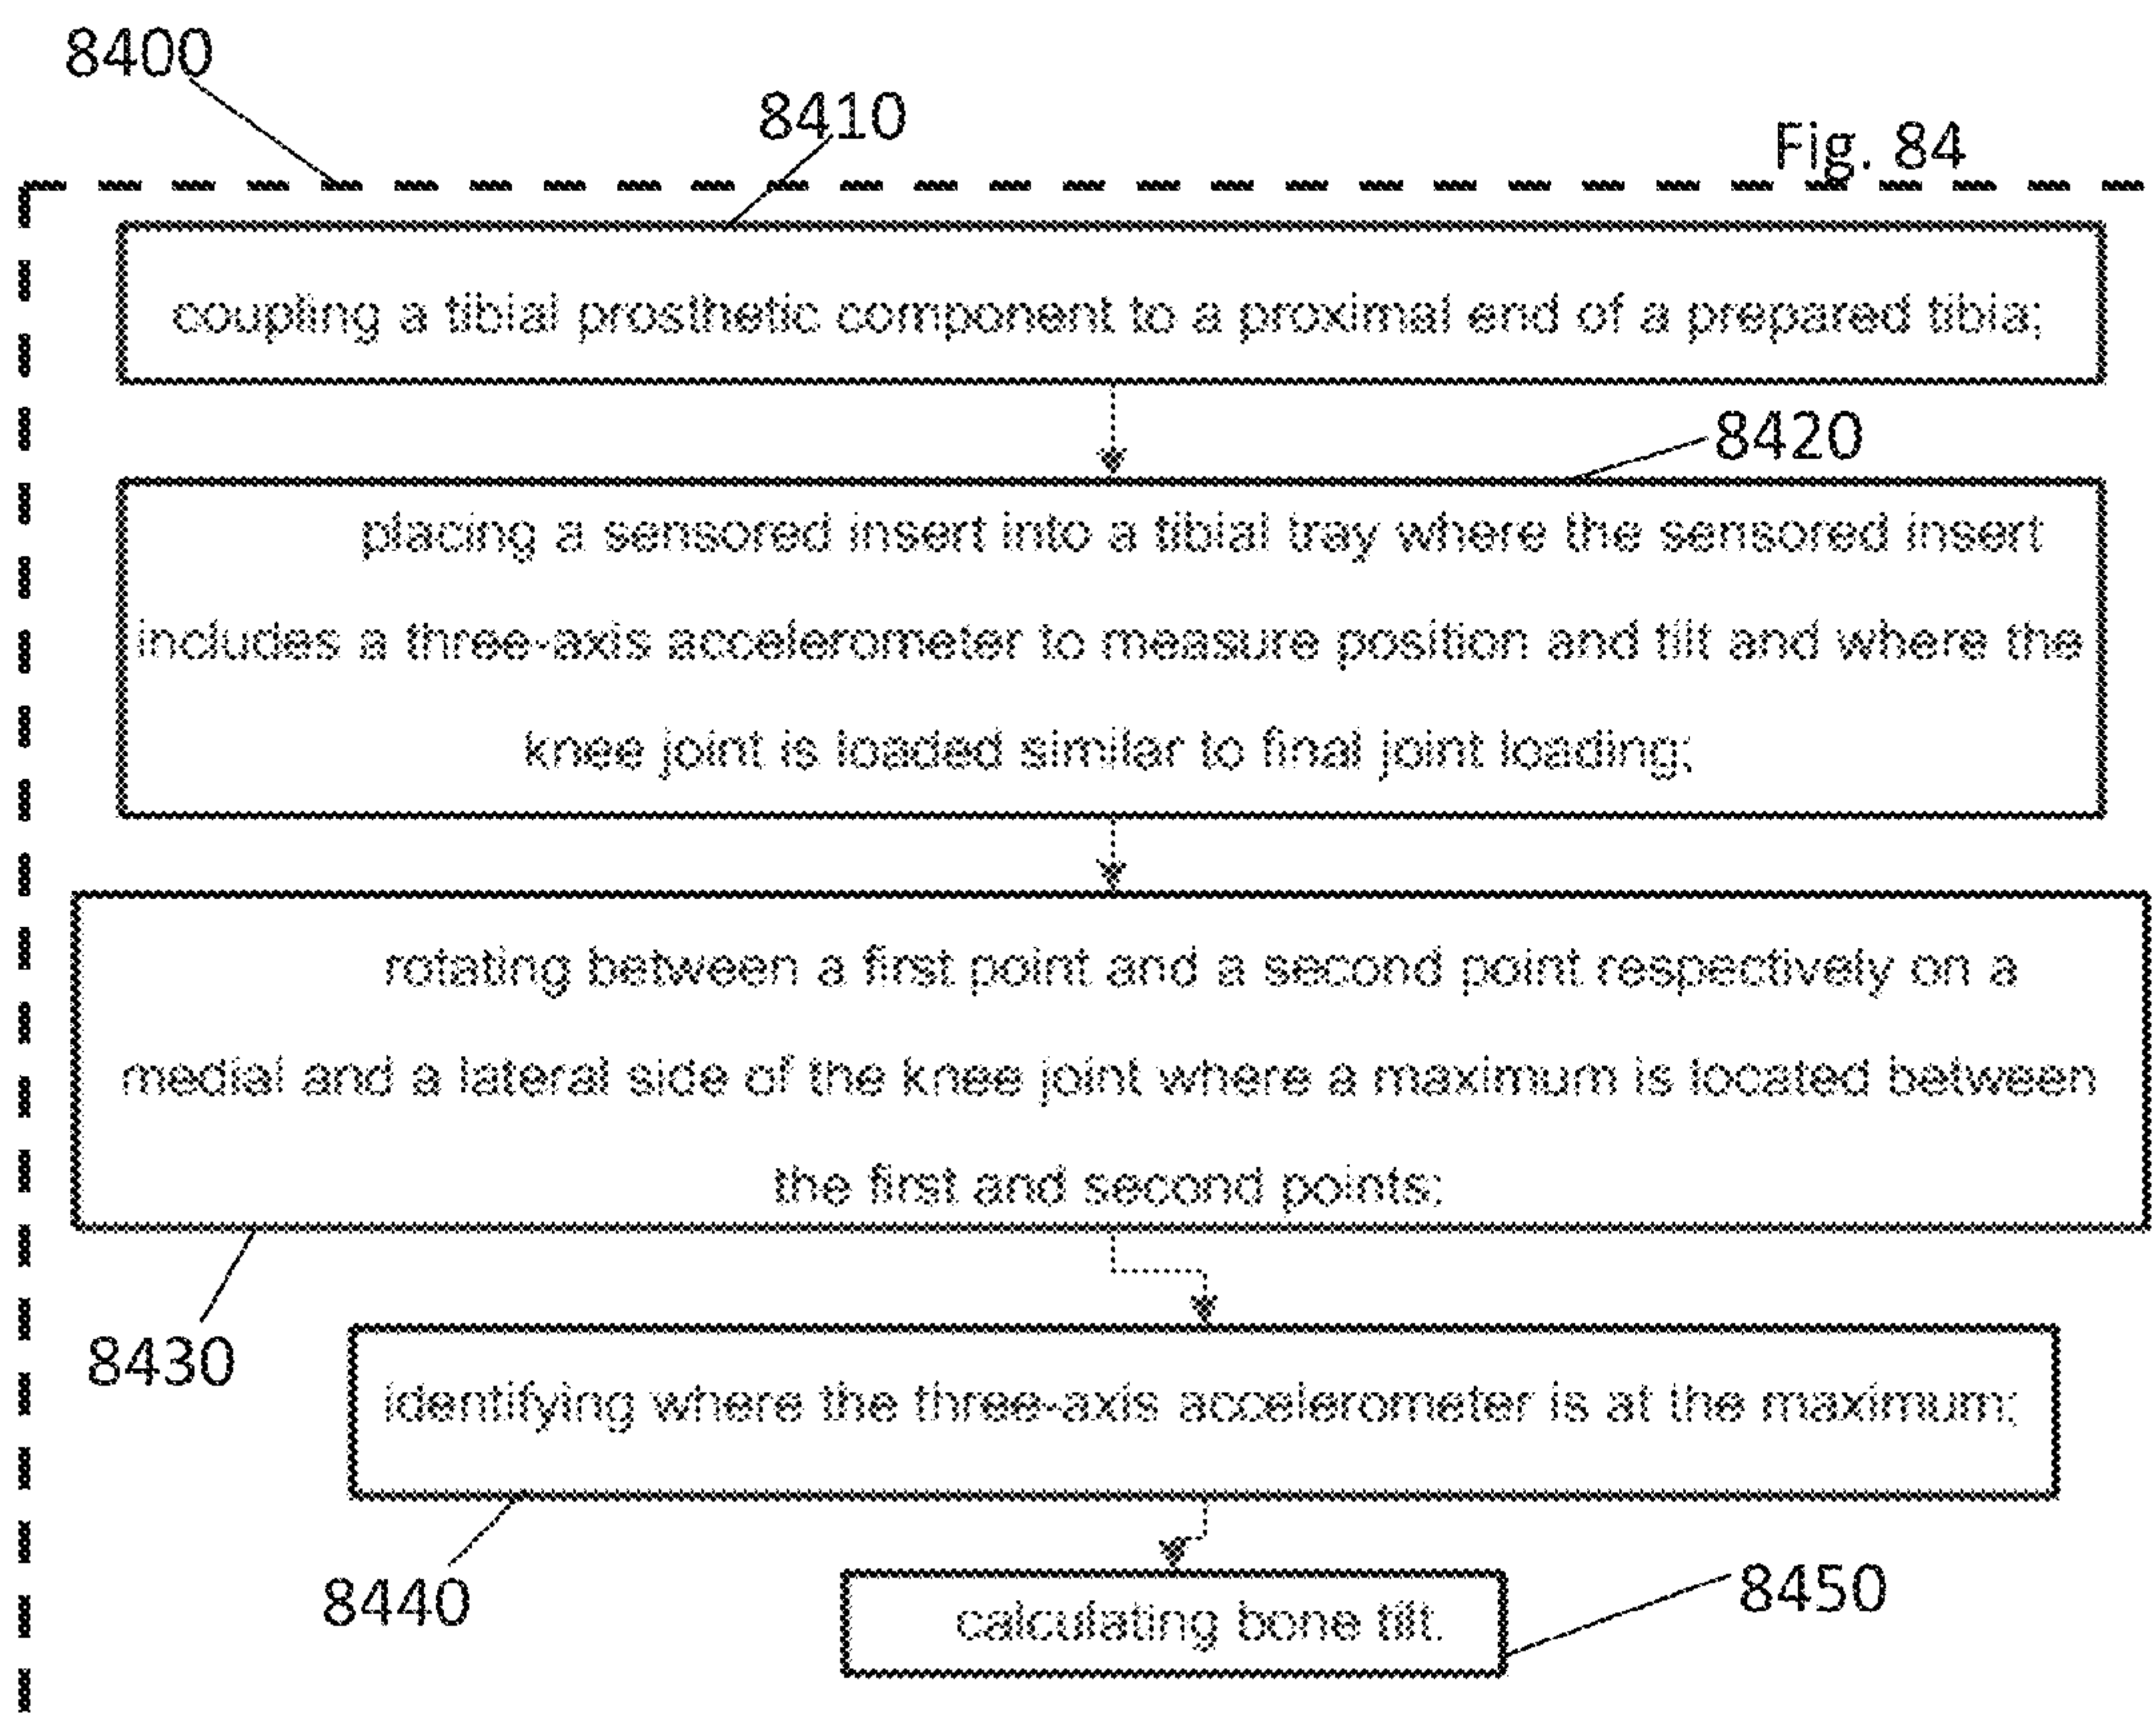 8400
8410
Fig. 84
coupling a tibial prosthetic component to a proximal end of a prepared tibia;
8420
placing a sensored insert into a tibial tray where the sensored insert
includes a three-axis accelerometer to measure position and tilt and where the
knee joint is loaded similar to final joint loading;
rotating between a first point and a second point respectively on a
medial and a lateral side of the knee joint where a maximum is located between
the first and second points;
8430
identifying where the three-axis accelerometer is at the maximum;
8440
calculating bone tilt.
8450